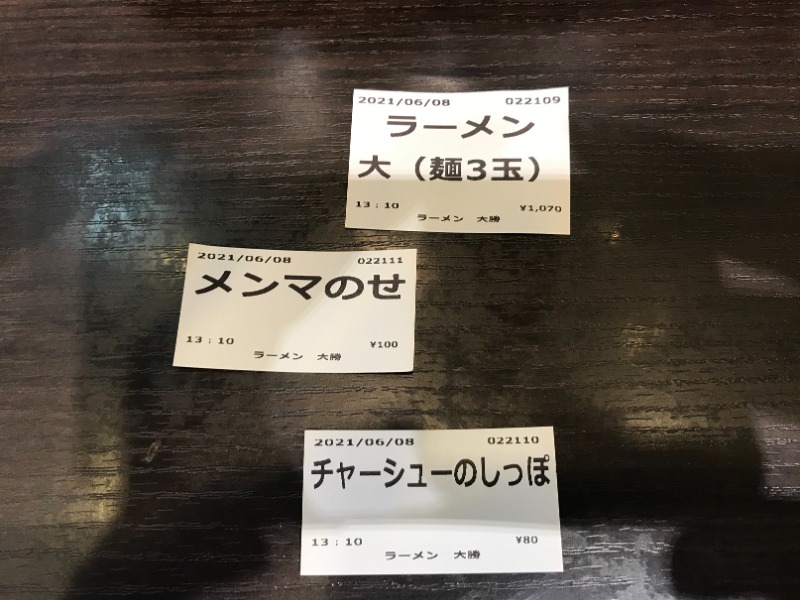 2021/06/08 022109
ラーメン
大（麺3玉）
13:10 ¥1,070
ラーメン 大勝
2021/06/08 022111
メンマのせ
13:10 ¥100
ラーメン 大勝
2021/06/08 022110
チャーシューのしっぽ
13:10 ¥80
ラーメン 大勝